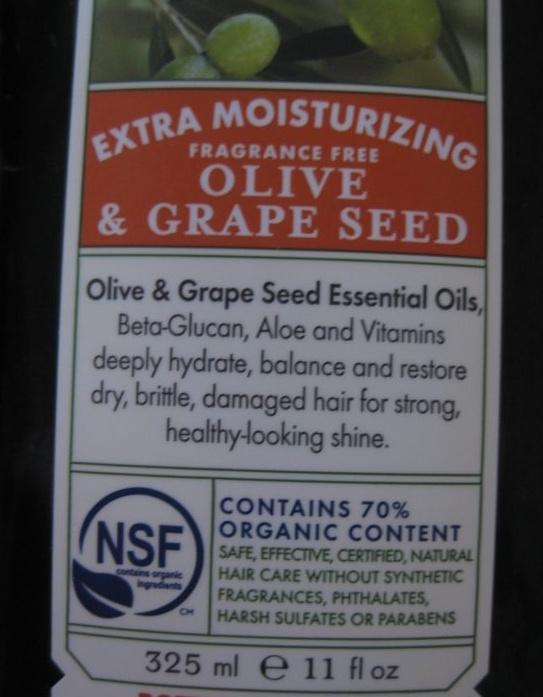 EXTRA MOISTURIZING
FRAGRANCE FREE
OLIVE
& GRAPE SEED
Olive & Grape Seed Essential Oils,
Beta-Glucan, Aloe and Vitamins
deeply hydrate, balance and restore
dry, brittle, damaged hair for strong,
healthy-looking shine.
NSF
contains organic
ingredients
CH
CONTAINS 70%
ORGANIC CONTENT
SAFE, EFFECTIVE, CERTIFIED, NATURAL
HAIR CARE WITHOUT SYNTHETIC
FRAGRANCES, PHTHALATES,
HARSH SULFATES OR PARABENS
325 ml ℮ 11 fl oz